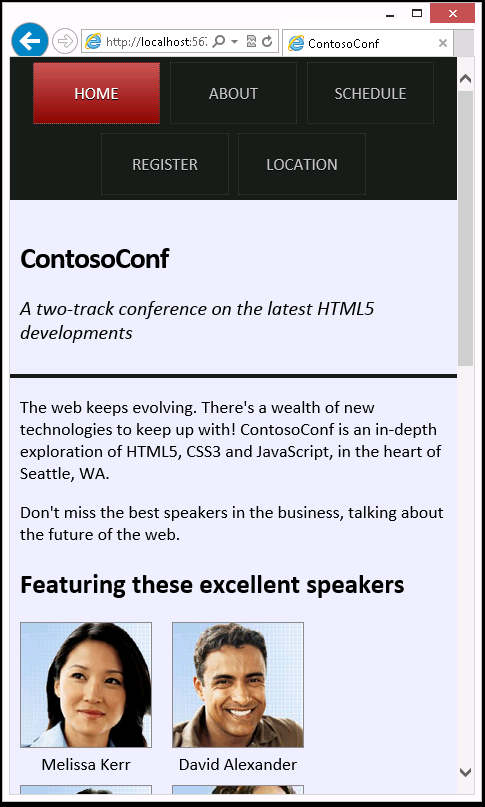 http://localhost:567
ContosoConf
HOME
ABOUT
SCHEDULE
REGISTER
LOCATION
ContosoConf
A two-track conference on the latest HTML5
developments
The web keeps evolving. There's a wealth of new
technologies to keep up with! ContosoConf is an in-depth
exploration of HTML5, CSS3 and JavaScript, in the heart of
Seattle, WA.
Don't miss the best speakers in the business, talking about
the future of the web.
Featuring these excellent speakers
Melissa Kerr
David Alexander